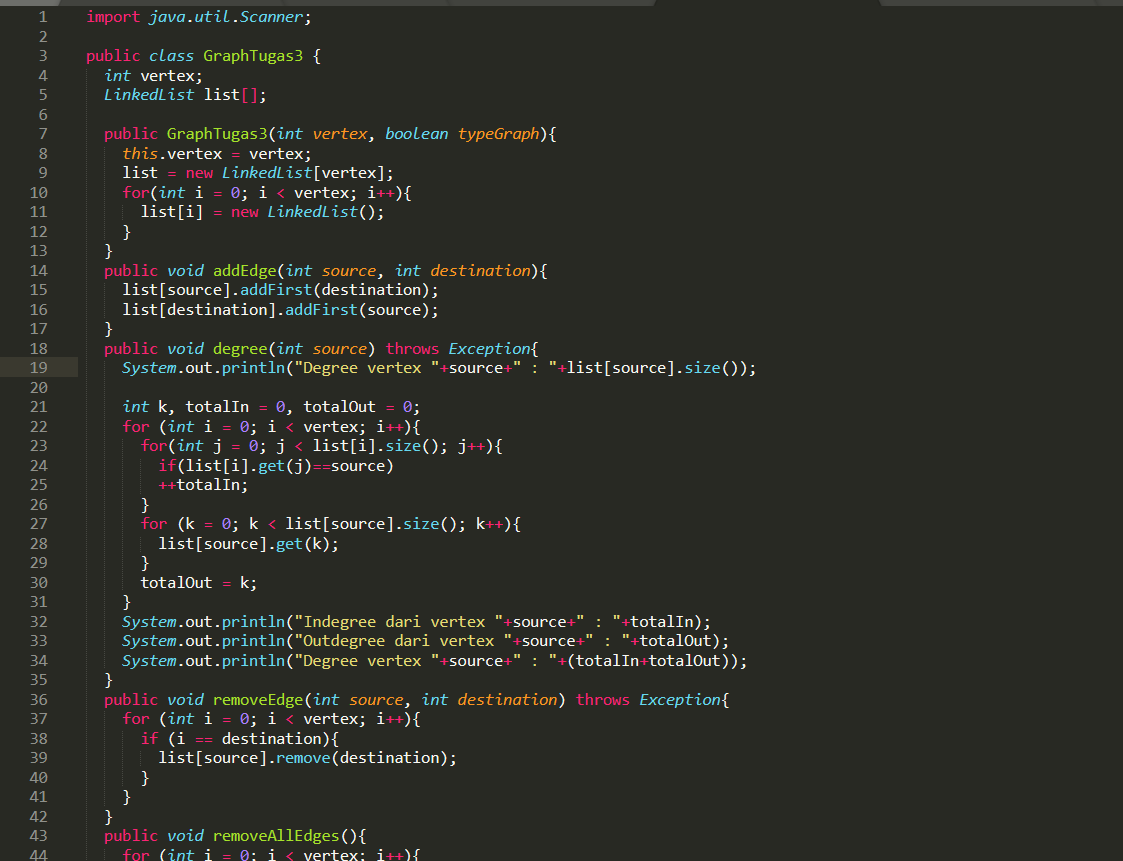 1 import java.util.Scanner;
2
3 public class GraphTugas3 {
4 int vertex;
5 LinkedList list[];
6
7 public GraphTugas3(int vertex, boolean typeGraph){
8 this.vertex = vertex;
9 list = new LinkedList[vertex];
10 for(int i = 0; i < vertex; i++){
11 list[i] = new LinkedList();
12 }
13 }
14 public void addEdge(int source, int destination){
15 list[source].addFirst(destination);
16 list[destination].addFirst(source);
17 }
18 public void degree(int source) throws Exception{
19 System.out.println("Degree vertex "+source+" : "+list[source].size());
20
21 int k, totalIn = 0, totalOut = 0;
22 for (int i = 0; i < vertex; i++){
23 for(int j = 0; j < list[i].size(); j++){
24 if(list[i].get(j)==source)
25 ++totalIn;
26 }
27 for (k = 0; k < list[source].size(); k++){
28 list[source].get(k);
29 }
30 totalOut = k;
31 }
32 System.out.println("Indegree dari vertex "+source+" : "+totalIn);
33 System.out.println("Outdegree dari vertex "+source+" : "+totalOut);
34 System.out.println("Degree vertex "+source+" : "+(totalIn+totalOut));
35 }
36 public void removeEdge(int source, int destination) throws Exception{
37 for (int i = 0; i < vertex; i++){
38 if (i == destination){
39 list[source].remove(destination);
40 }
41 }
42 }
43 public void removeAllEdges(){
44 for (int i = 0; i < vertex; i++){